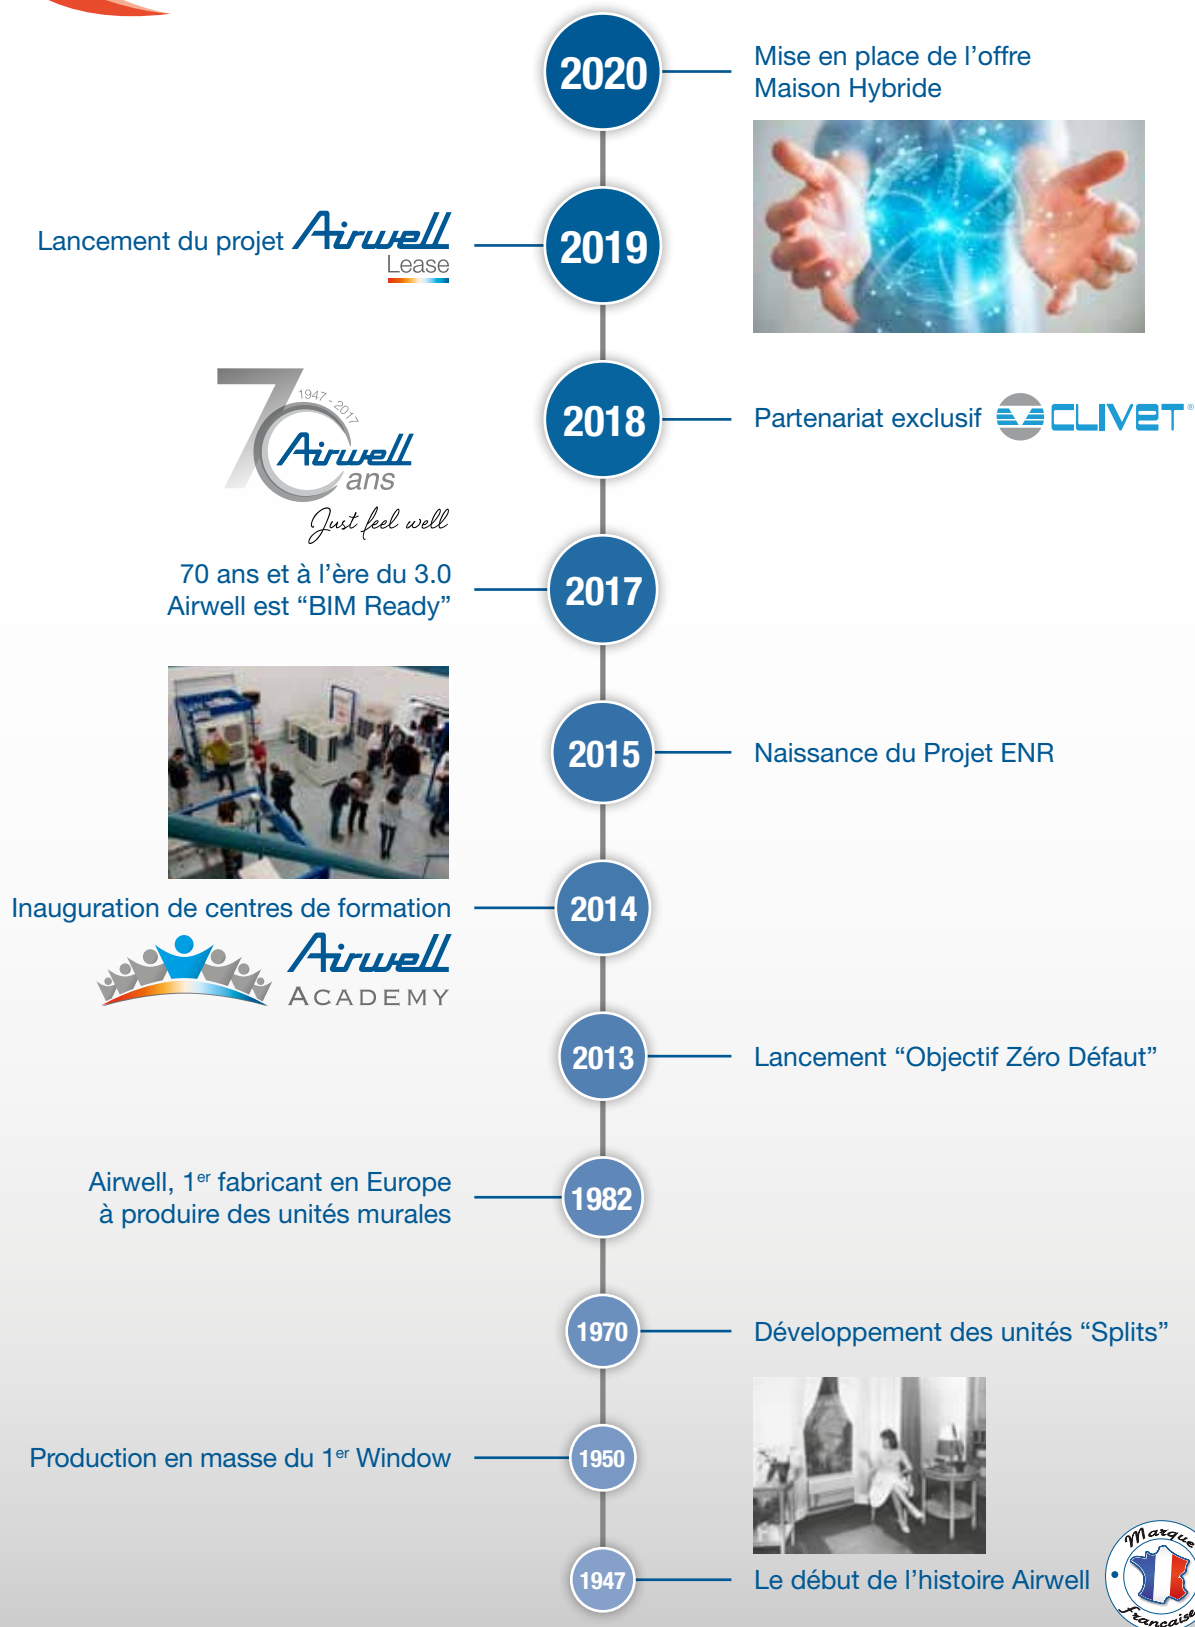 2020
Mise en place de l’offre
Maison Hybride
Lancement du projet Airwell
Lease
2019
70
1947 - 2017
Airwell
ans
Just feel well
2018
Partenariat exclusif CLIVET®
70 ans et à l’ère du 3.0
Airwell est “BIM Ready”
2017
2015
Naissance du Projet ENR
Inauguration de centres de formation
2014
Airwell
ACADEMY
2013
Lancement “Objectif Zéro Défaut”
Airwell, 1er fabricant en Europe
à produire des unités murales
1982
1970
Développement des unités “Splits”
Production en masse du 1er Window
1950
1947
Le début de l’histoire Airwell
Marque
Française